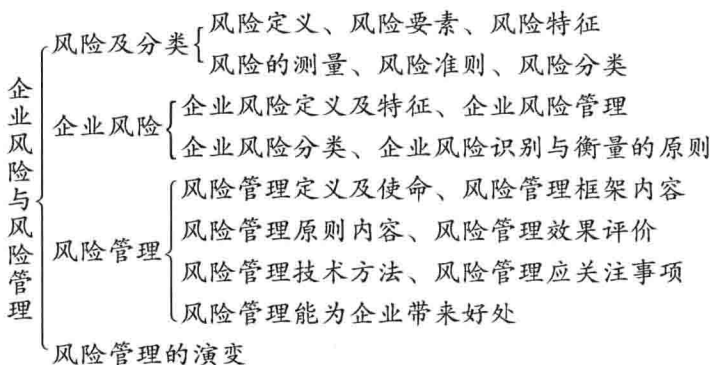 企业风险与风险管理
风险及分类
风险定义、风险要素、风险特征
风险的测量、风险准则、风险分类
企业风险
企业风险定义及特征、企业风险管理
企业风险分类、企业风险识别与衡量的原则
风险管理
风险管理定义及使命、风险管理框架内容
风险管理原则内容、风险管理效果评价
风险管理技术方法、风险管理应关注事项
风险管理能为企业带来好处
风险管理的演变